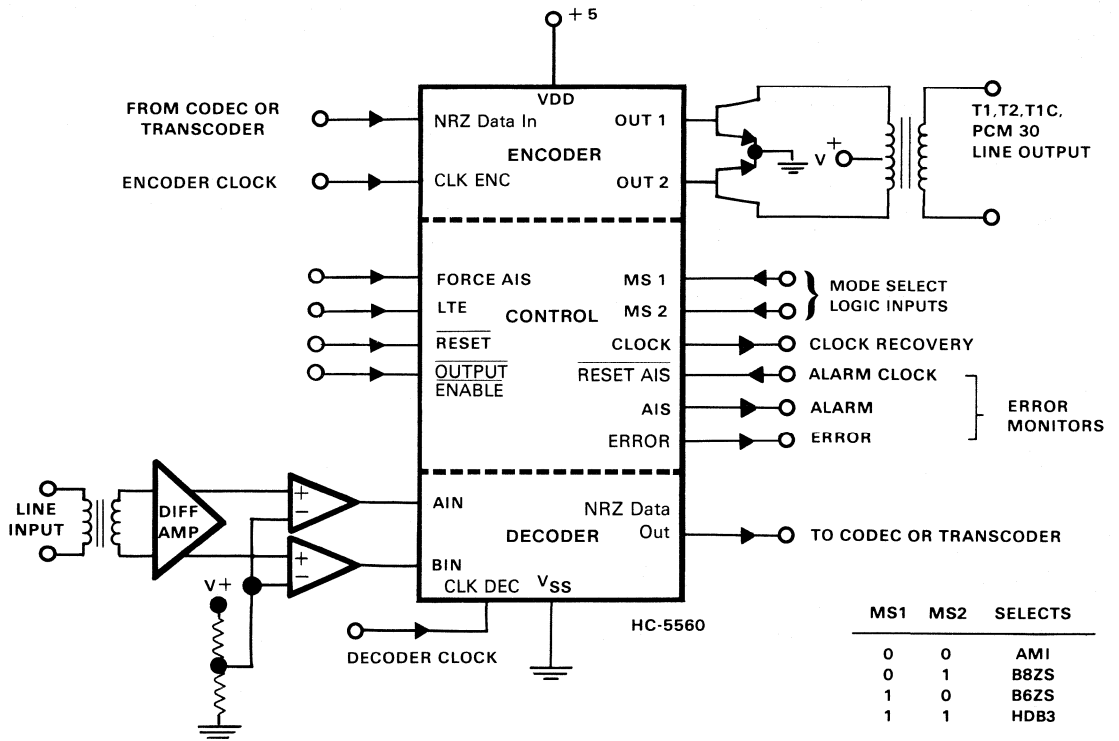 + 5
VDD
FROM CODEC OR
TRANSCODER
NRZ Data In
OUT 1
ENCODER
ENCODER CLOCK
CLK ENC
OUT 2
V +
T1,T2,T1C,
PCM 30
LINE OUTPUT
FORCE AIS
LTE
RESET
OUTPUT
ENABLE
CONTROL
MS 1
MS 2
CLOCK
RESET AIS
AIS
ERROR
MODE SELECT
LOGIC INPUTS
CLOCK RECOVERY
ALARM CLOCK
ALARM
ERROR
ERROR
MONITORS
LINE
INPUT
DIFF
AMP
+
−
+
−
V+
AIN
BIN
DECODER
NRZ Data
Out
TO CODEC OR TRANSCODER
CLK DEC
VSS
HC-5560
DECODER CLOCK
MS1 MS2 SELECTS
0 0 AMI
0 1 B8ZS
1 0 B6ZS
1 1 HDB3